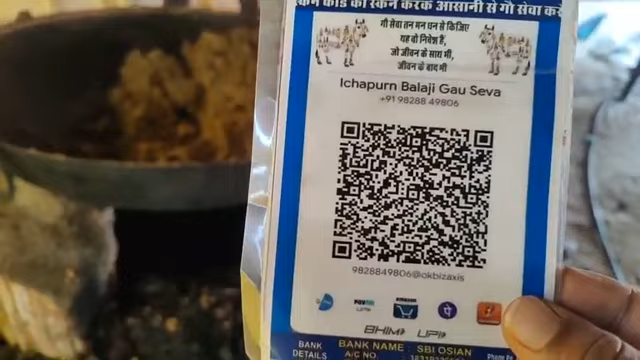 स्कैन कर आसानी से गौ सेवा करें
गौ सेवा तन मन धन से किजिए
यह वो निवेश हैं,
जो जीवन के साथ भी,
जीवन के बाद भी
Ichapurn Balaji Gau Seva
+91 98288 49806
9828849806@okbizaxis
BHIM UPI
BANK DETAILS
BANK NAME : SBI OSIAN
A/C NO.